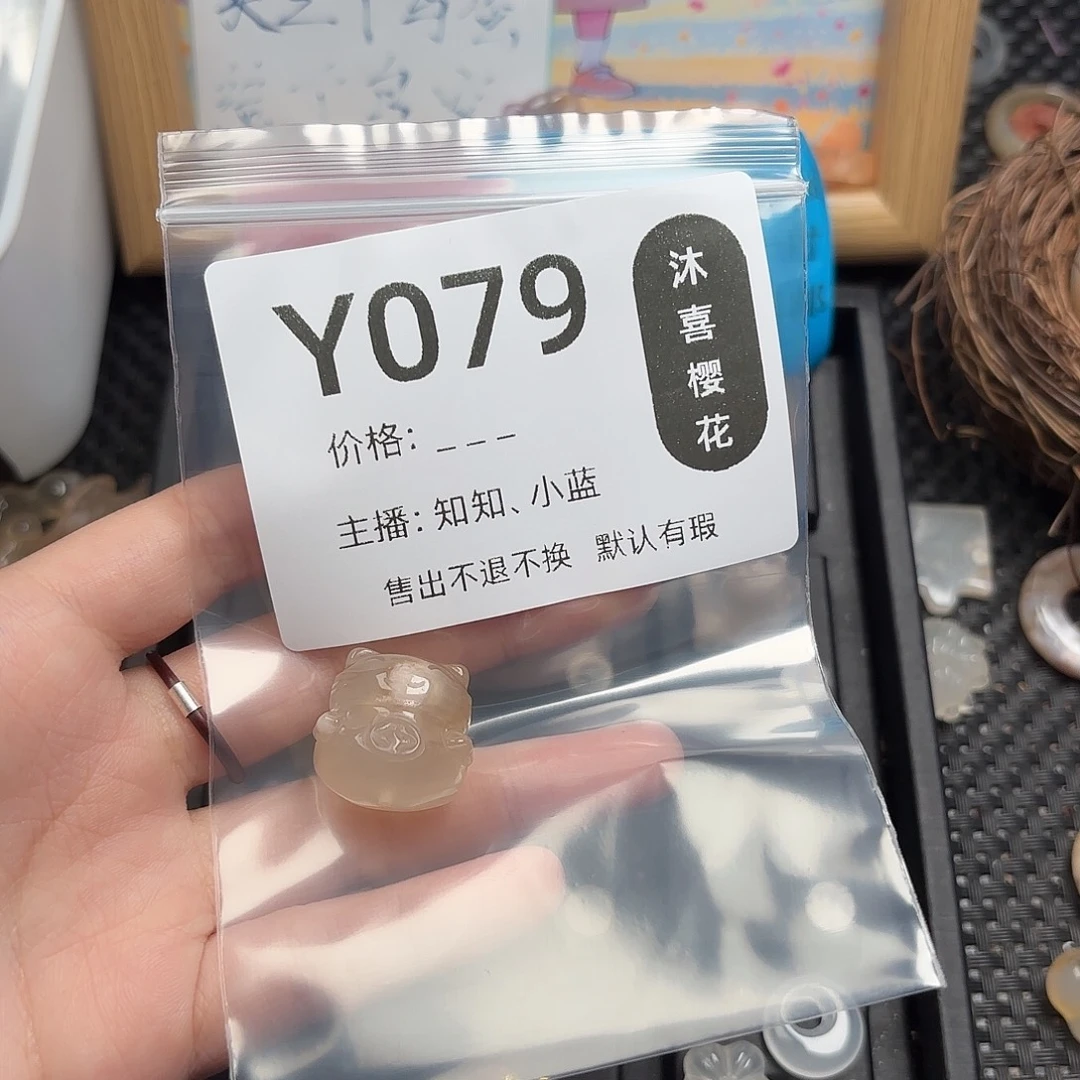 Y079
沐喜樱花
价格: _ _ _
主播: 知知、小蓝
售出不退不换 默认有瑕